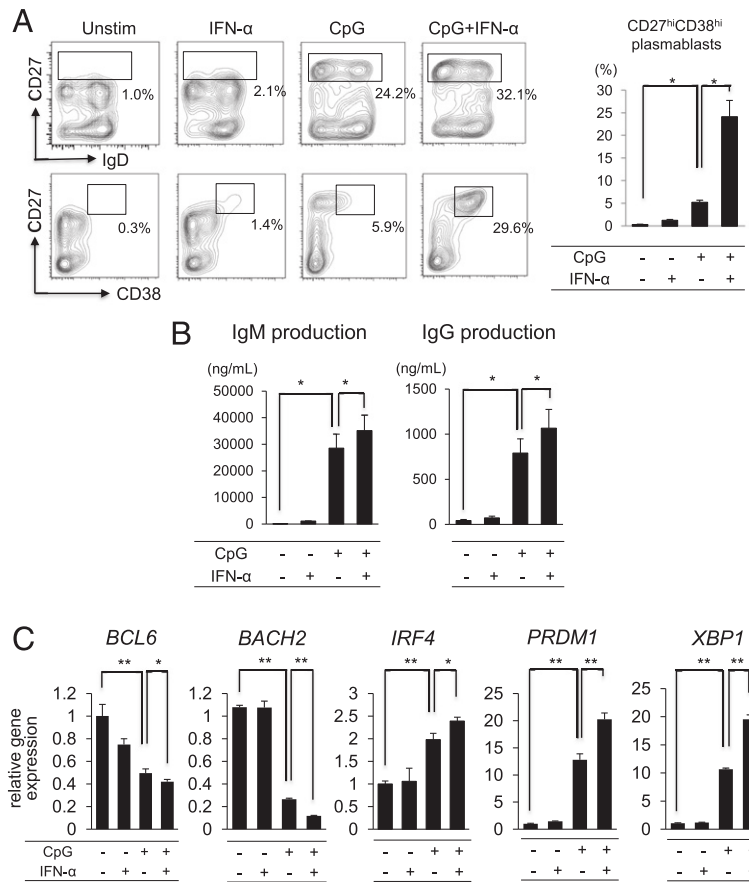 A
Unstim IFN-α CpG CpG+IFN-α
CD27
1.0% 2.1% 24.2% 32.1%
IgD
CD27
0.3% 1.4% 5.9% 29.6%
CD38
CD27hiCD38hi
plasmablasts
(%)
* *
30
25
20
15
10
5
0
CpG - - + +
IFN-α - + - +
B
IgM production
(ng/mL)
* *
50000
40000
30000
20000
10000
0
CpG - - + +
IFN-α - + - +
IgG production
(ng/mL)
* *
1500
1000
500
0
- - + +
- + - +
C
relative gene
expression
BCL6
** *
1.2
1
0.8
0.6
0.4
0.2
0
CpG - - + +
IFN-α - + - +
BACH2
** **
1.2
1
0.8
0.6
0.4
0.2
0
- - + +
- + - +
IRF4
** *
3
2.5
2
1.5
1
0
- - + +
- + - +
PRDM1
** **
25
20
15
10
5
0
- - + +
- + - +
XBP1
** **
25
20
15
10
5
0
- - + +
- + - +